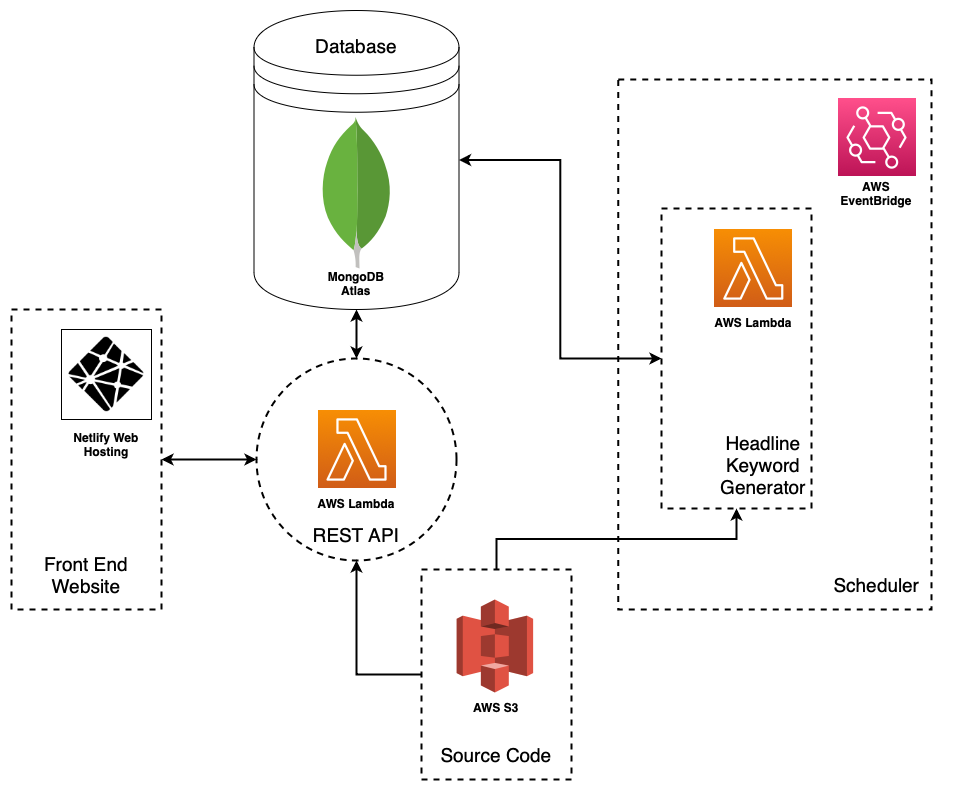 Database
MongoDB
Atlas
AWS
EventBridge
AWS Lambda
Headline
Keyword
Generator
Scheduler
Netlify Web
Hosting
Front End
Website
AWS Lambda
REST API
AWS S3
Source Code